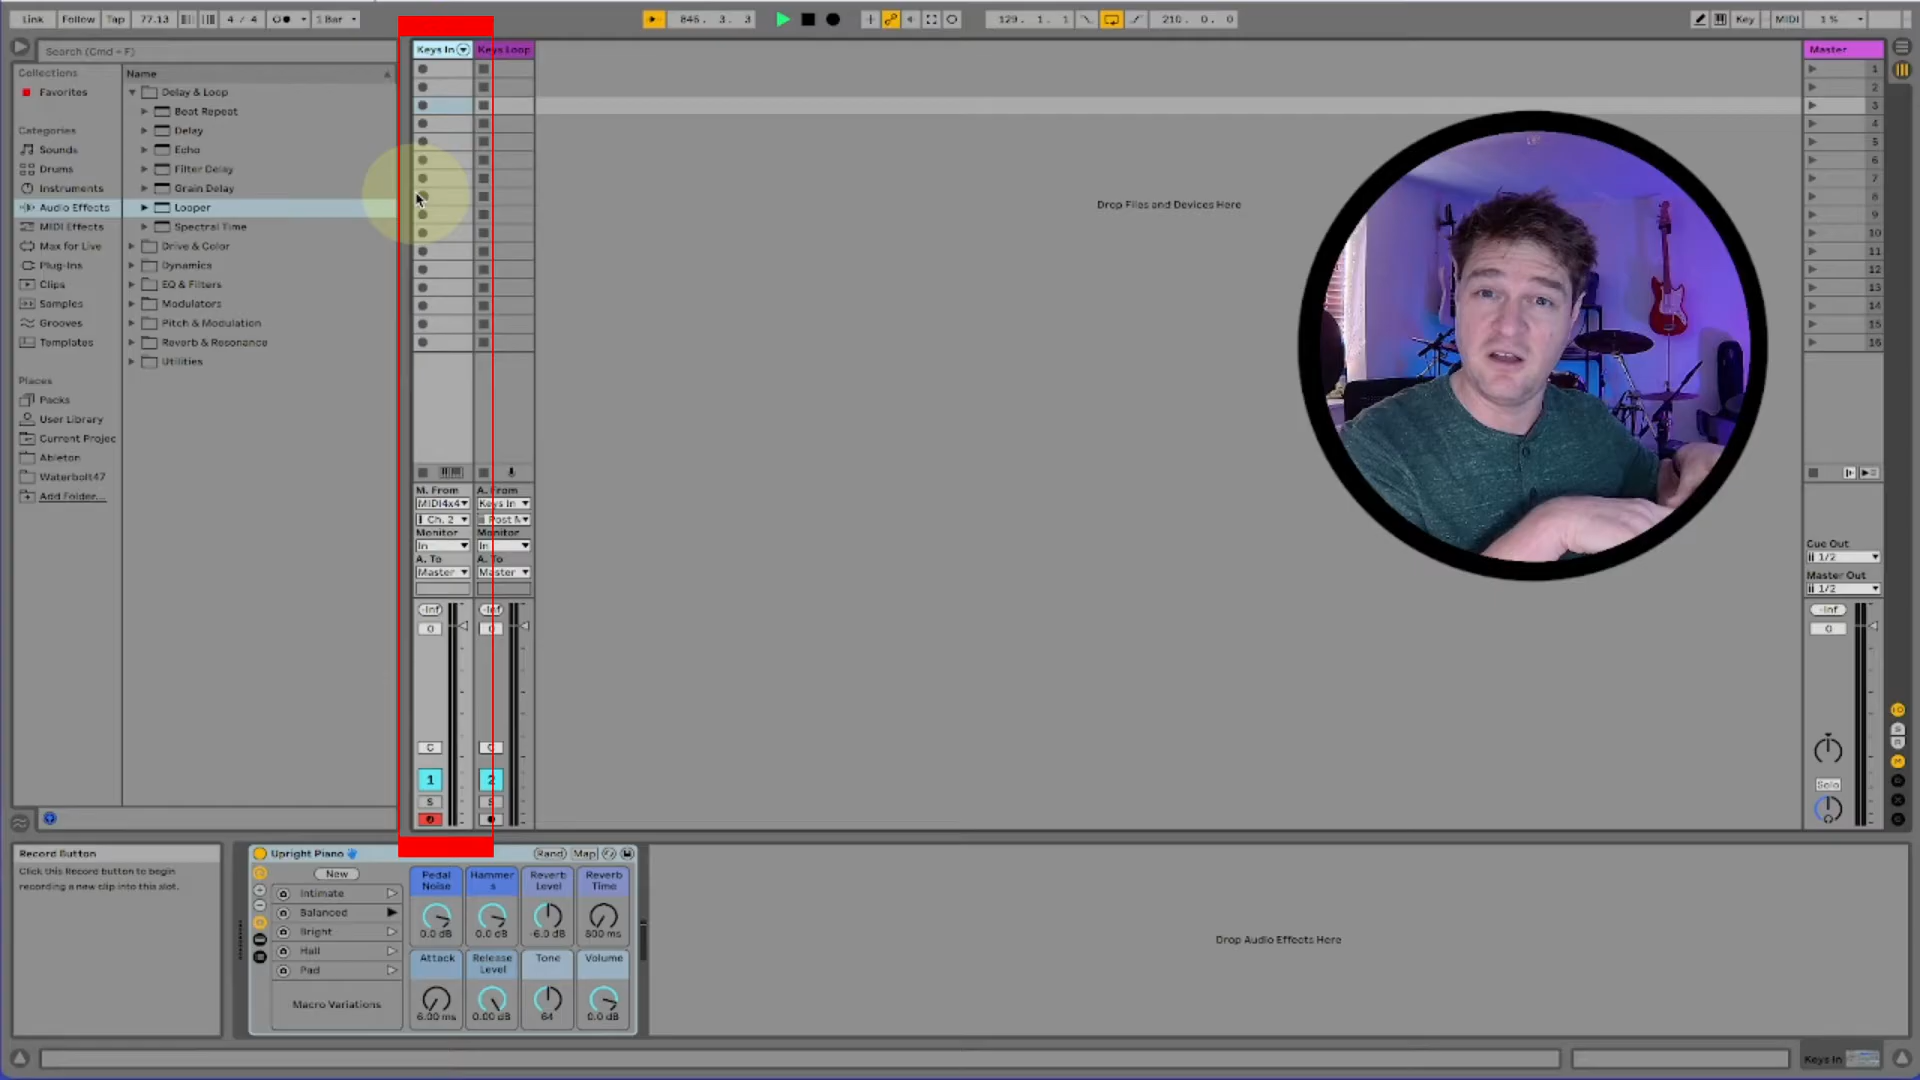 Link Follow Tap 77.13 4 / 4 1 Bar 846. 3. 3 129. 1. 1 210. 0. 0 Key MIDI 1 %
Search (Cmd + F)
Collections
Favorites
Categories
Sounds
Drums
Instruments
Audio Effects
MIDI Effects
Max for Live
Plug-Ins
Clips
Samples
Grooves
Templates
Places
Packs
User Library
Current Projec
Ableton
Waterbolt47
Add Folder...
Name
Delay & Loop
Beat Repeat
Delay
Echo
Filter Delay
Grain Delay
Looper
Spectral Time
Drive & Color
Dynamics
EQ & Filters
Modulators
Pitch & Modulation
Reverb & Resonance
Utilities
Keys In Keys Loop
M. From A. From
MIDI4x4 Keys In
Ch. 2 Post M
Monitor Monitor
In In
A. To A. To
Master Master
-Inf -Inf
0 0
C C
1 2
S S
Drop Files and Devices Here
Master
1
2
3
4
5
6
7
8
9
10
11
12
13
14
15
16
Cue Out
1/2
Master Out
1/2
-Inf
0
Solo
Record Button
Click this Record button to begin
recording a new clip into this slot.
Upright Piano Rand Map
New
Intimate
Balanced
Bright
Hall
Pad
Macro Variations
Pedal Noise
0.0 dB
Hammers
0.0 dB
Reverb Level
-6.0 dB
Reverb Time
800 ms
Attack
6.00 ms
Release Level
0.00 dB
Tone
64
Volume
0.0 dB
Drop Audio Effects Here
Keys In